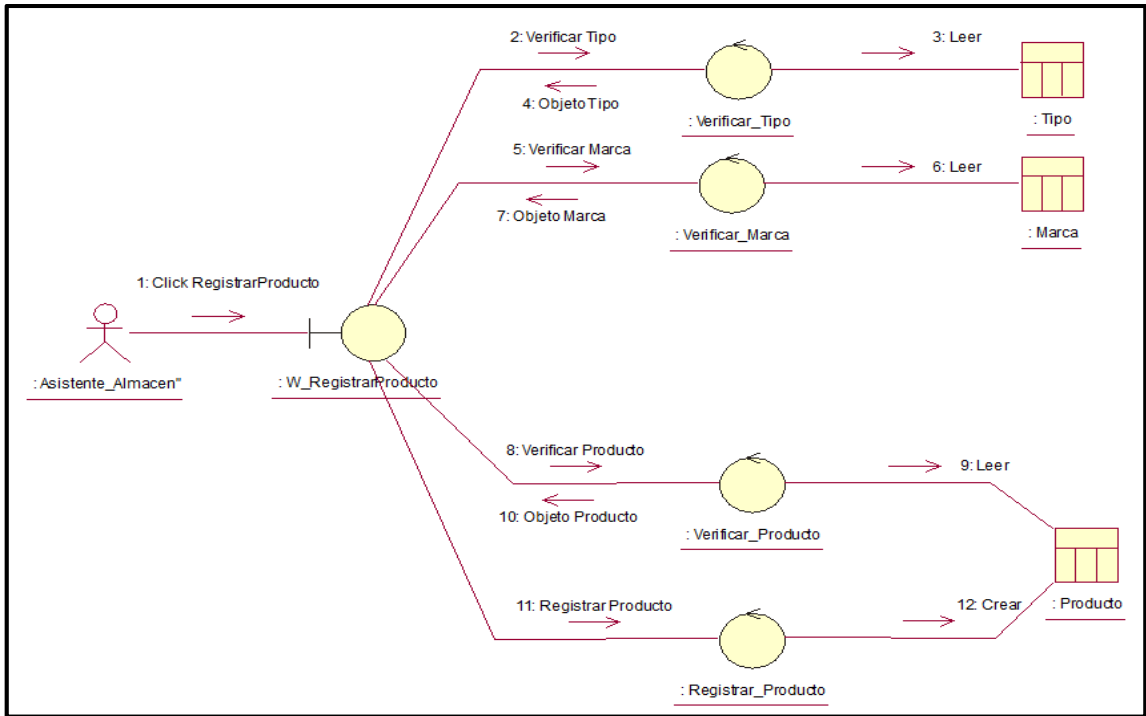 2: Verificar Tipo
3: Leer
4: Objeto Tipo
: Verificar_Tipo
: Tipo
5: Verificar Marca
6: Leer
7: Objeto Marca
: Verificar_Marca
: Marca
1: Click RegistrarProducto
: Asistente_Almacen"
: W_RegistrarProducto
8: Verificar Producto
9: Leer
10: Objeto Producto
: Verificar_Producto
11: Registrar Producto
12: Crear
: Producto
: Registrar_Producto